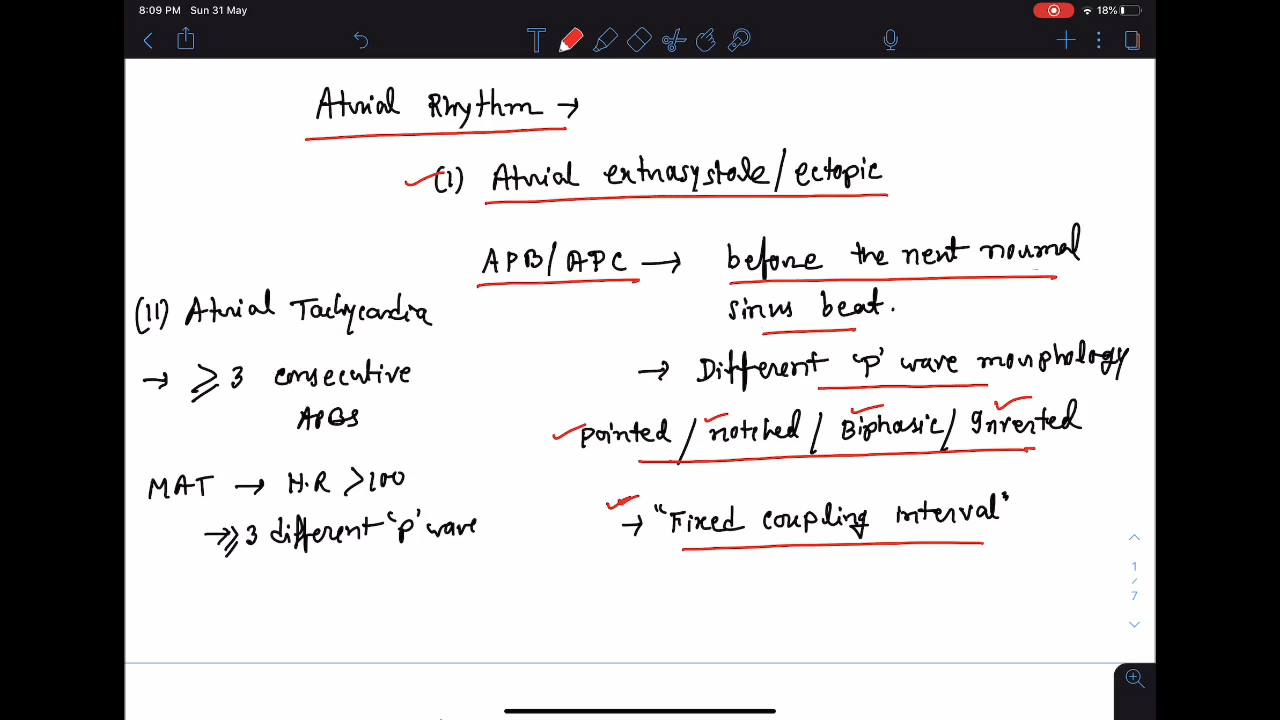 8:09 PM Sun 31 May
18%
Atrial Rhythm →
(I) Atrial extrasystole/ectopic
APB/APC → before the next normal
sinus beat.
→ Different 'p' wave morphology
pointed / notched / Biphasic / Inverted
→ "Fixed coupling interval"
(II) Atrial Tachycardia
→ ≥ 3 consecutive
APCs
MAT → H.R >100
→ ≥ 3 different 'p' wave
1
/
7